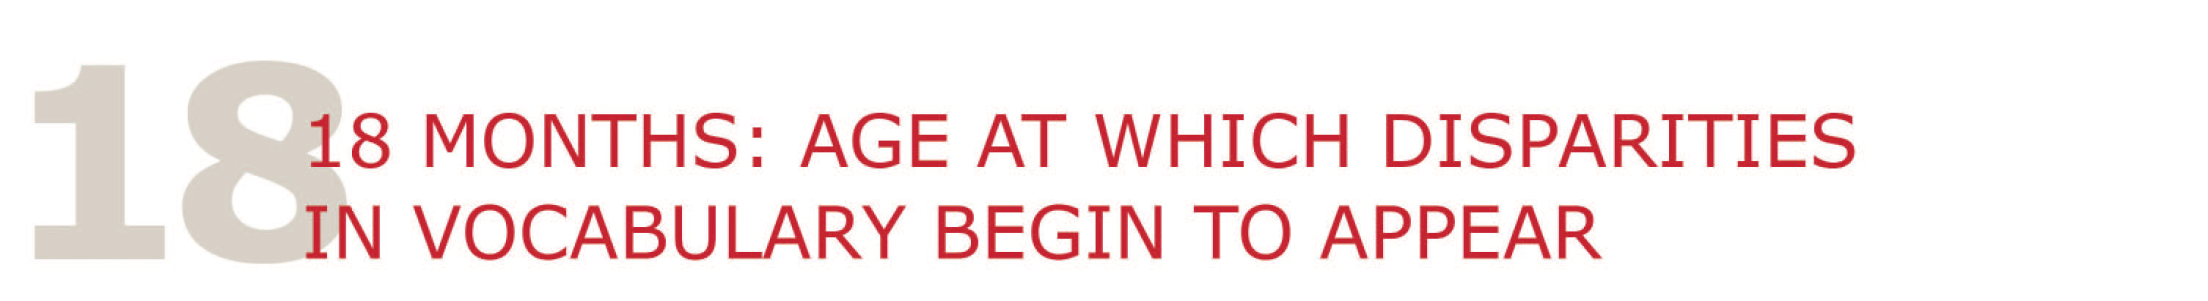 18
18 MONTHS: AGE AT WHICH DISPARITIES
IN VOCABULARY BEGIN TO APPEAR